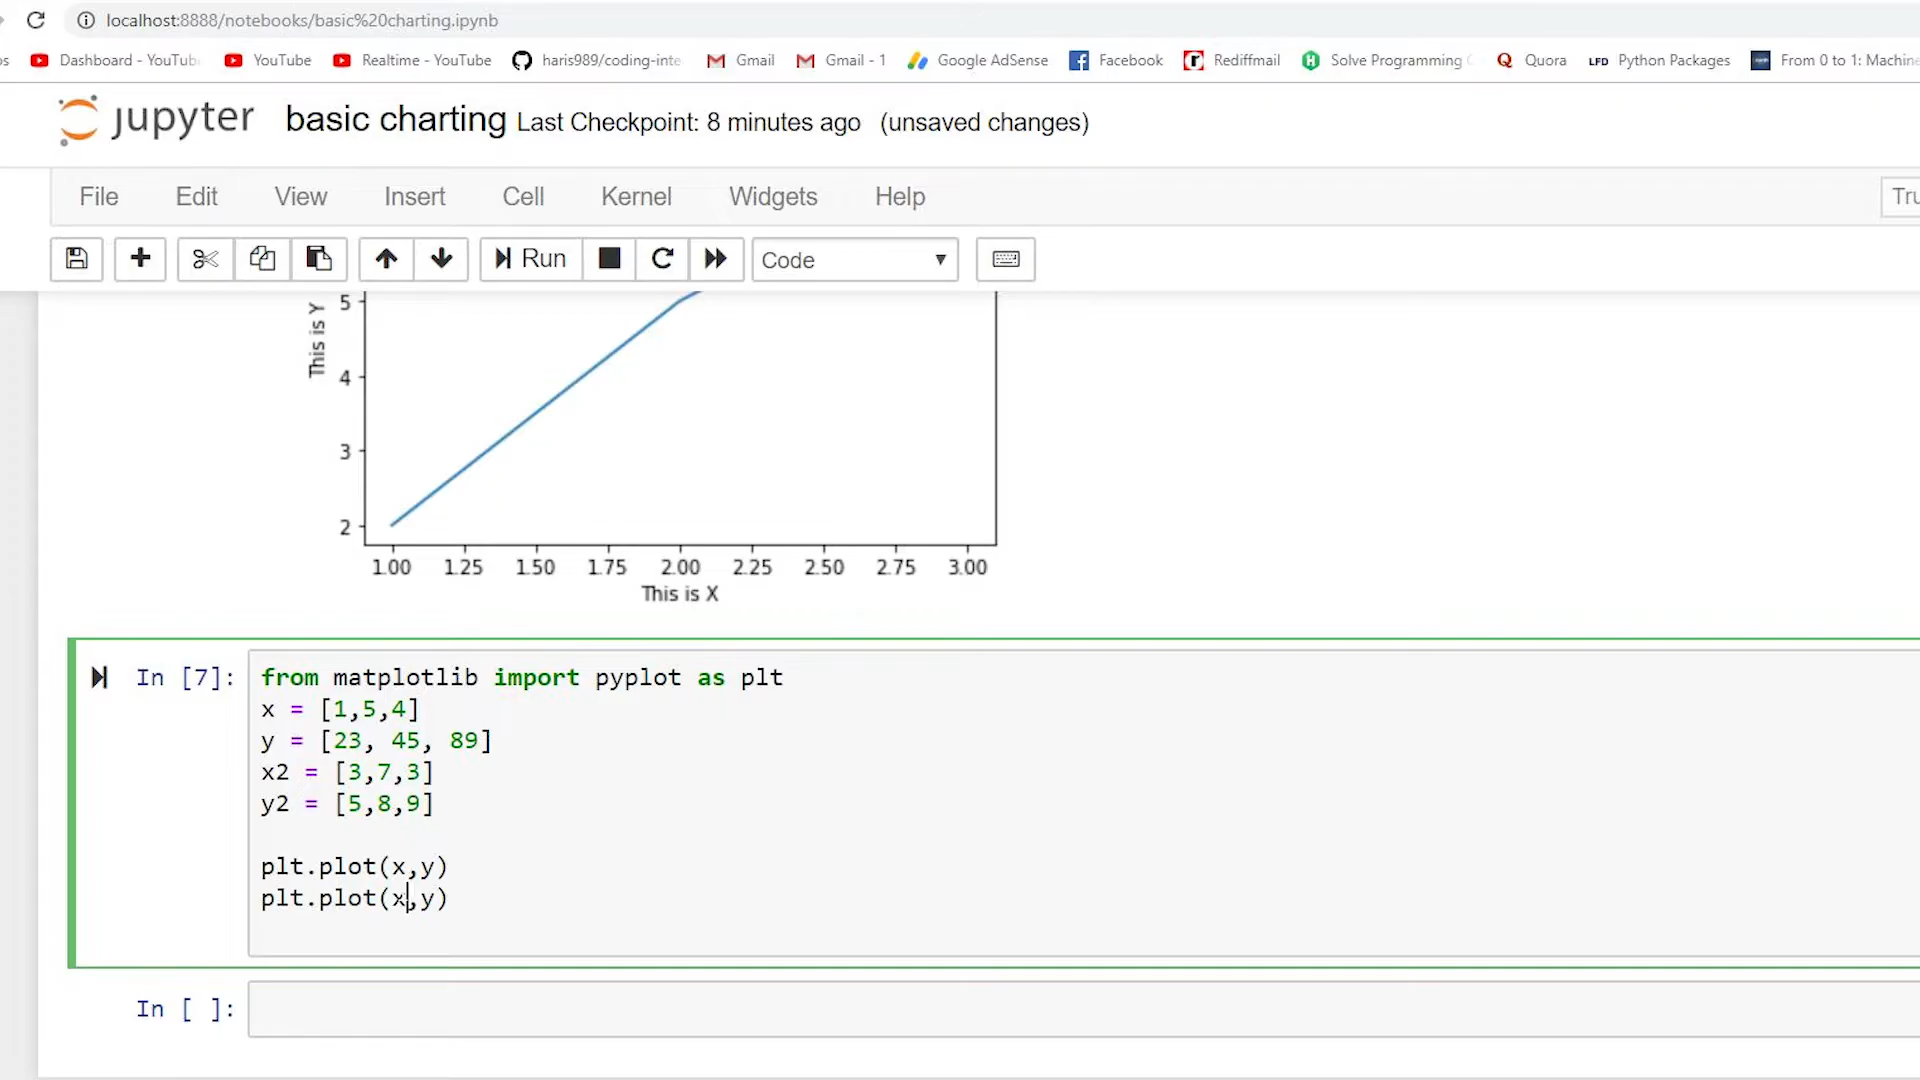 localhost:8888/notebooks/basic%20charting.ipynb
os Dashboard - YouTub YouTube Realtime - YouTube haris989/coding-inte Gmail Gmail - 1 Google AdSense Facebook Rediffmail Solve Programming Quora LFD Python Packages From 0 to 1: Machine
jupyter basic charting Last Checkpoint: 8 minutes ago (unsaved changes)
File Edit View Insert Cell Kernel Widgets Help Tru
Run Code
This is Y
5
4
3
2
1.00 1.25 1.50 1.75 2.00 2.25 2.50 2.75 3.00
This is X
In [7]: from matplotlib import pyplot as plt
x = [1,5,4]
y = [23, 45, 89]
x2 = [3,7,3]
y2 = [5,8,9]
plt.plot(x,y)
plt.plot(x,y)
In [ ]: